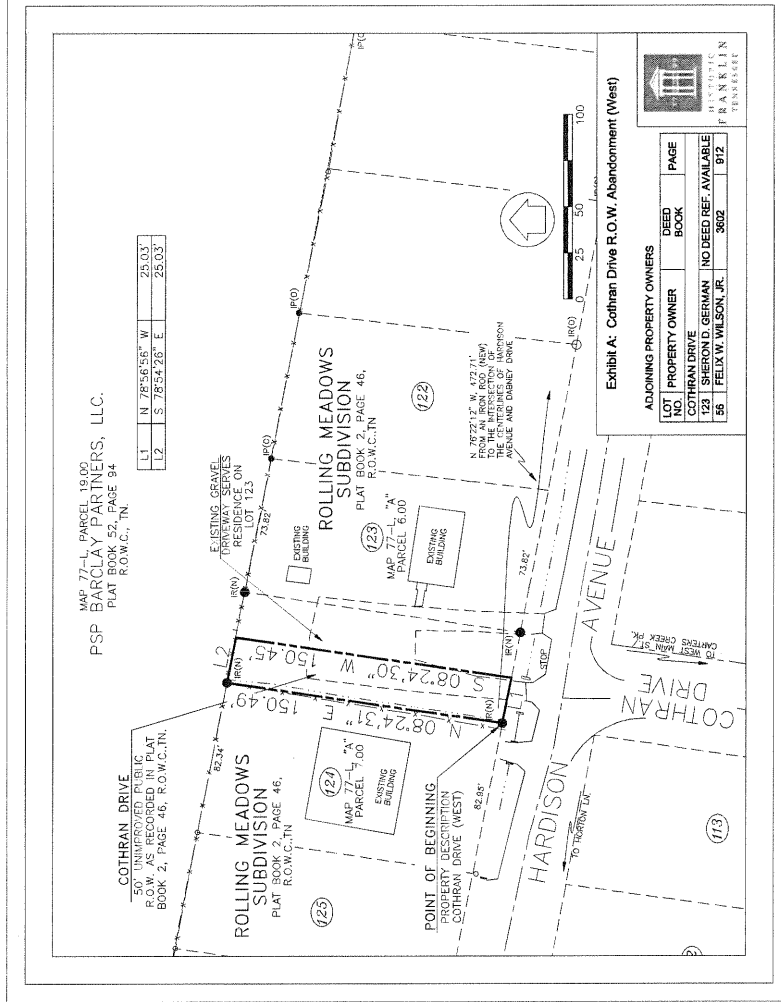 MAP 77-L, PARCEL 19.00
PSP BARCLAY PARTNERS, LLC.
PLAT BOOK 52, PAGE 94
R.O.W.C., TN.
L1 N 78°56'56" W 25.03'
L2 S 78°54'26" E 25.03'
COTHRAN DRIVE
50' UNIMPROVED PUBLIC
R.O.W. AS RECORDED IN PLAT
BOOK 2, PAGE 46, R.O.W.C.,TN.
EXISTING GRAVEL
DRIVEWAY SERVES
RESIDENCE ON
LOT 123
82.34'
L2
IR(N)
IR(N)
73.82'
IP(O)
IP(O)
IP(O)
ROLLING MEADOWS
SUBDIVISION
PLAT BOOK 2, PAGE 46,
R.O.W.C.,TN
125
124
MAP 77-L, "A"
PARCEL 7.00
EXISTING
BUILDING
N 08°24'31" E
150.49'
S 08°24'30" W
150.45'
EXISTING
BUILDING
ROLLING MEADOWS
SUBDIVISION
PLAT BOOK 2, PAGE 46,
R.O.W.C.,TN
123
MAP 77-L, "A"
PARCEL 6.00
EXISTING
BUILDING
122
N 76°22'12" W, 472.71'
FROM AN IRON ROD (NEW)
TO THE INTERSECTION OF
THE CENTERLINES OF HARDISON
AVENUE AND DABNEY DRIVE
POINT OF BEGINNING
PROPERTY DESCRIPTION
COTHRAN DRIVE (WEST)
82.95'
IR(N)
IR(N)
73.82'
IR(O)
STOP
HARDISON AVENUE
TO HORTON LN.
COTHRAN
DRIVE
TO WEST MAIN ST./
CARTERS CREEK PK.
113
0 25 50 100
Exhibit A: Cothran Drive R.O.W. Abandonment (West)
ADJOINING PROPERTY OWNERS
LOT NO. PROPERTY OWNER DEED BOOK PAGE
COTHRAN DRIVE
123 SHERON D. GERMAN NO DEED REF. AVAILABLE
56 FELIX W. WILSON, JR. 3602 912
HISTORIC
FRANKLIN
TENNESSEE